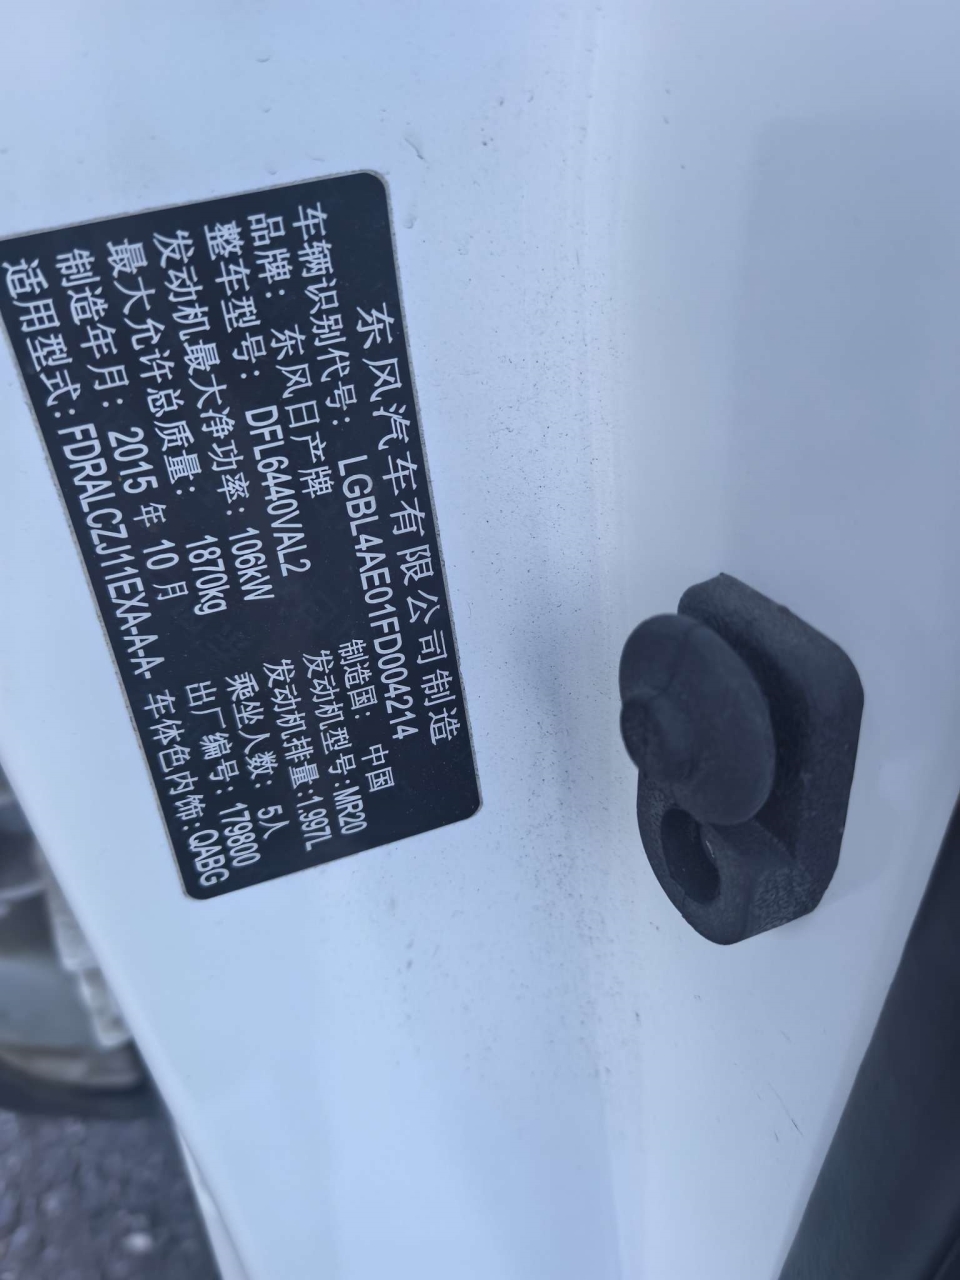 东风汽车有限公司制造
车辆识别代号: LGBL4AE01FD004214
品牌: 东风日产牌 制造国: 中国
整车型号: DFL6440VAL2 发动机型号:MR20
发动机最大净功率: 106kW 发动机排量:1.997L
最大允许总质量: 1870kg 乘坐人数: 5人
制造年月: 2015 年 10 月 出厂编号:179800
适用型式:FDRALCZJ11EXA-A-A- 车体色内饰:QABG